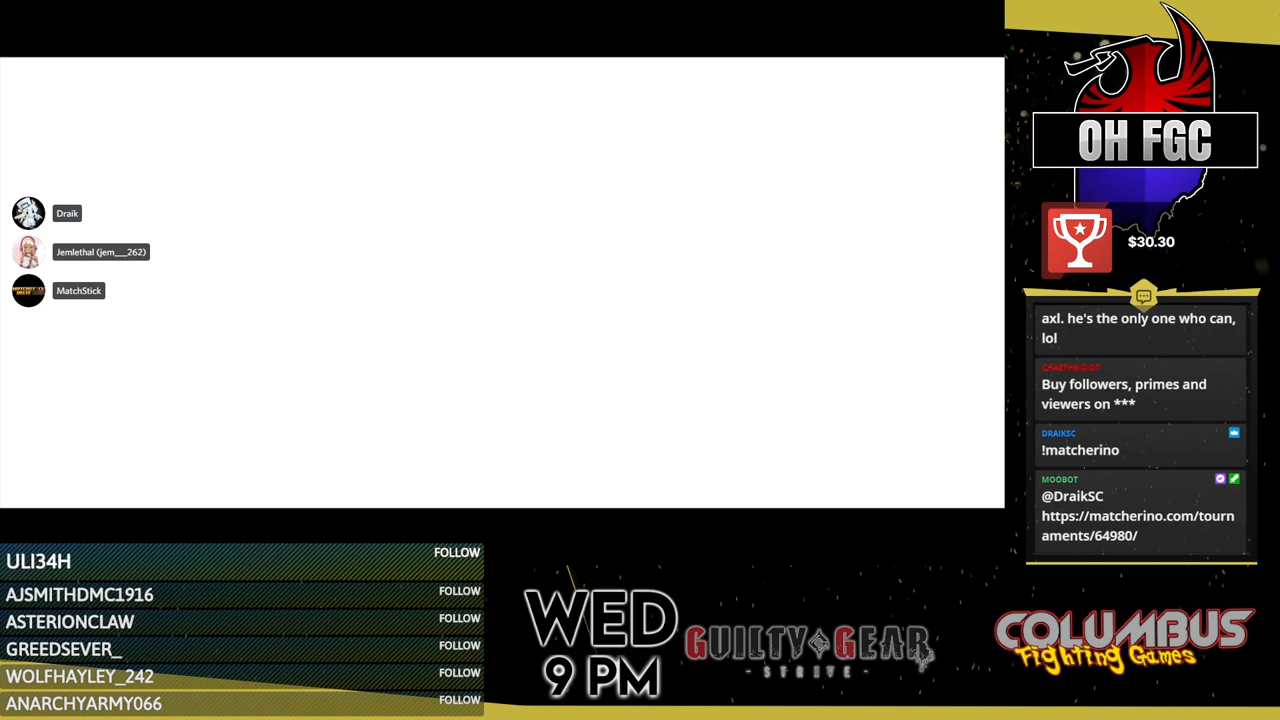 OH FGC
$30.30
Draik
Jemlethal (jem___262)
MatchStick
axl. he's the only one who can,
lol
CHAZTHEIDIOT
Buy followers, primes and
viewers on ***
DRAIKSC
!matcherino
MOOBOT
@DraikSC
https://matcherino.com/tourn
aments/64980/
ULI34H FOLLOW
AJSMITHDMC1916 FOLLOW
ASTERIONCLAW FOLLOW
GREEDSEVER_ FOLLOW
WOLFHAYLEY_242 FOLLOW
ANARCHYARMY066 FOLLOW
WED
9 PM
GUILTY GEAR
- STRIVE -
COLUMBUS
Fighting Games